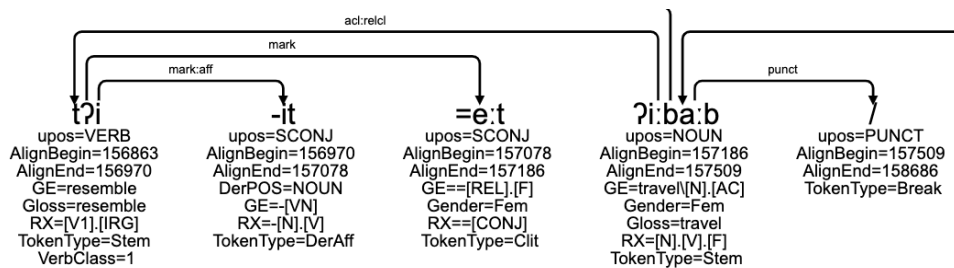 acl:relcl
mark
mark:aff
punct
tʔi -it =eːt ʔiːbaːb /
upos=VERB upos=SCONJ upos=SCONJ upos=NOUN upos=PUNCT
AlignBegin=156863 AlignBegin=156970 AlignBegin=157078 AlignBegin=157186 AlignBegin=157509
AlignEnd=156970 AlignEnd=157078 AlignEnd=157186 AlignEnd=157509 AlignEnd=158686
GE=resemble DerPOS=NOUN GE==[REL].[F] GE=travel\[N].[AC] TokenType=Break
Gloss=resemble GE=-[VN] Gender=Fem Gender=Fem
RX=[V1].[IRG] RX=-[N].[V] RX==[CONJ] Gloss=travel
TokenType=Stem TokenType=DerAff TokenType=Clit RX=[N].[V].[F]
VerbClass=1 TokenType=Stem